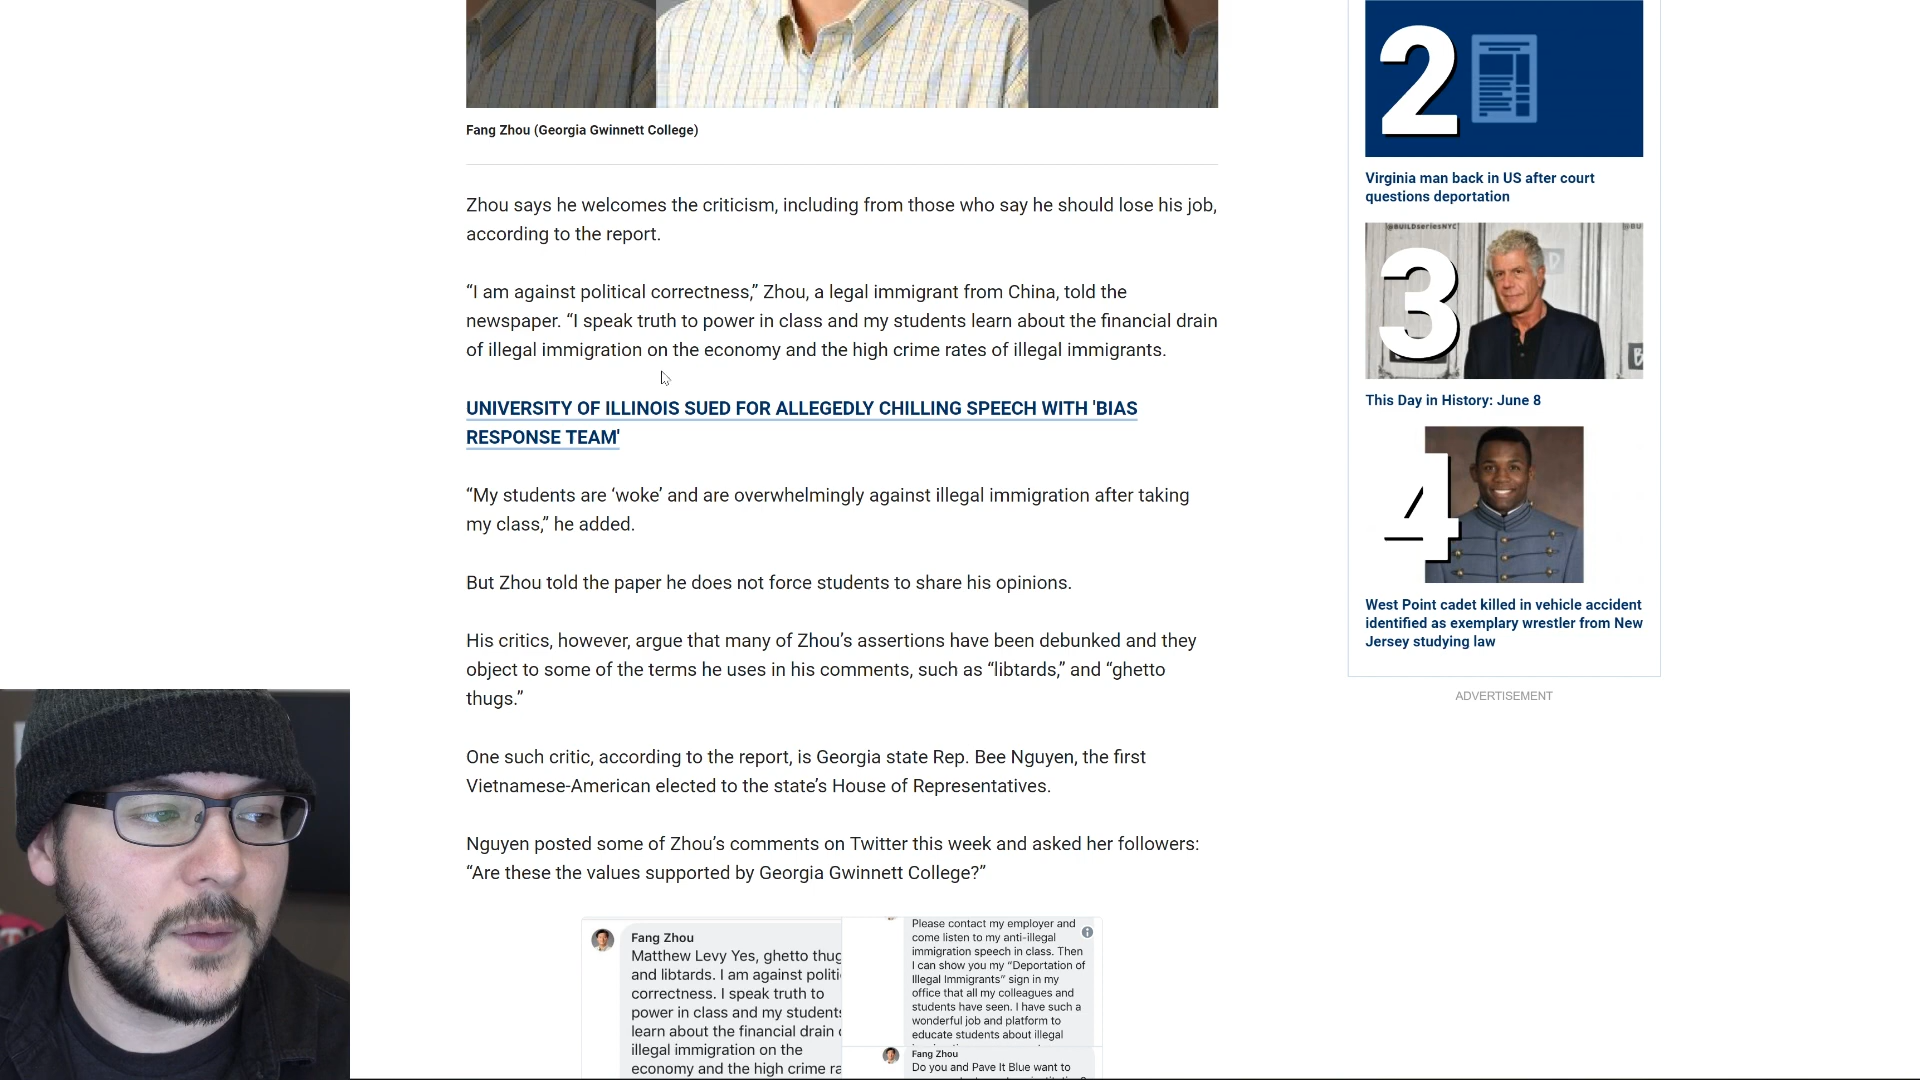 Fang Zhou (Georgia Gwinnett College)
Zhou says he welcomes the criticism, including from those who say he should lose his job,
according to the report.
“I am against political correctness,” Zhou, a legal immigrant from China, told the
newspaper. “I speak truth to power in class and my students learn about the financial drain
of illegal immigration on the economy and the high crime rates of illegal immigrants.
UNIVERSITY OF ILLINOIS SUED FOR ALLEGEDLY CHILLING SPEECH WITH 'BIAS
RESPONSE TEAM'
“My students are ‘woke’ and are overwhelmingly against illegal immigration after taking
my class,” he added.
But Zhou told the paper he does not force students to share his opinions.
His critics, however, argue that many of Zhou’s assertions have been debunked and they
object to some of the terms he uses in his comments, such as “libtards,” and “ghetto
thugs.”
One such critic, according to the report, is Georgia state Rep. Bee Nguyen, the first
Vietnamese-American elected to the state’s House of Representatives.
Nguyen posted some of Zhou’s comments on Twitter this week and asked her followers:
“Are these the values supported by Georgia Gwinnett College?”
Fang Zhou
Matthew Levy Yes, ghetto thug
and libtards. I am against politi
correctness. I speak truth to
power in class and my students
learn about the financial drain
illegal immigration on the
economy and the high crime ra
Please contact my employer and
come listen to my anti-illegal
immigration speech in class. Then
I can show you my “Deportation of
Illegal Immigrants” sign in my
office that all my colleagues and
students have seen. I have such a
wonderful job and platform to
educate students about illegal
Fang Zhou
Do you and Pave It Blue want to
2
Virginia man back in US after court
questions deportation
@BUILDseriesNYC
@BU
3
This Day in History: June 8
4
West Point cadet killed in vehicle accident
identified as exemplary wrestler from New
Jersey studying law
ADVERTISEMENT